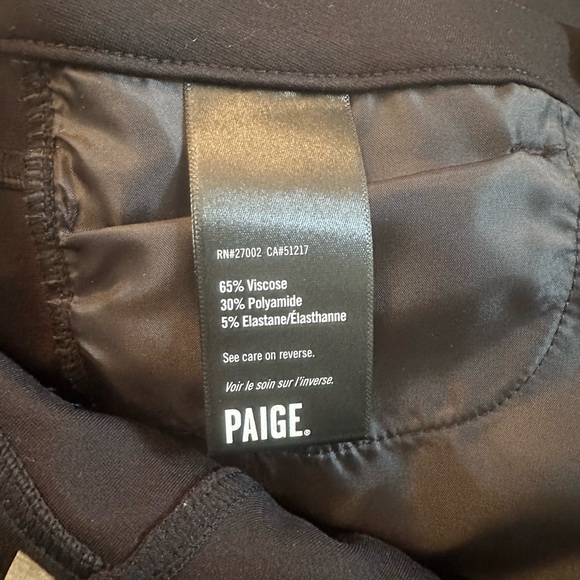 RN#27002 CA#51217
65% Viscose
30% Polyamide
5% Elastane/Élasthanne
See care on reverse.
Voir le soin sur l'inverse.
PAIGE®